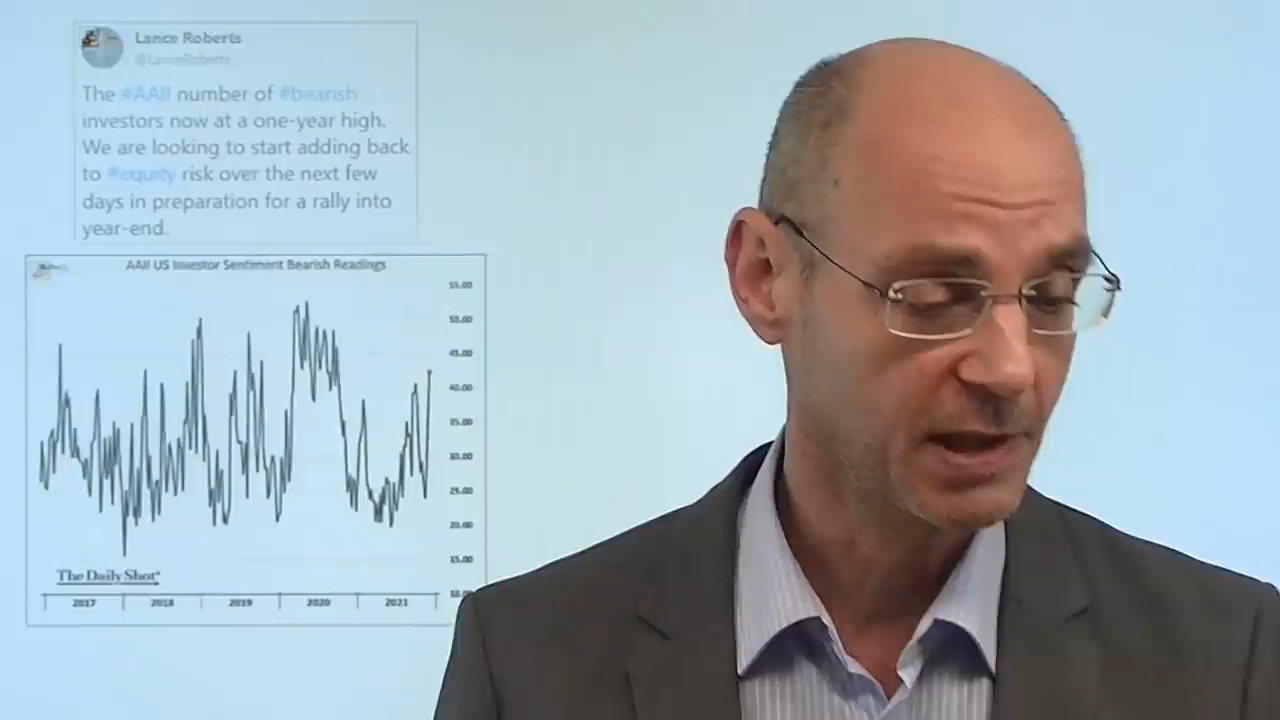 Lance Roberts
@LanceRoberts
The #AAII number of #bearish
investors now at a one-year high.
We are looking to start adding back
to #equity risk over the next few
days in preparation for a rally into
year-end.
AAII US Investor Sentiment Bearish Readings
55.00
50.00
45.00
40.00
35.00
30.00
25.00
20.00
15.00
The Daily Shot
2017 2018 2019 2020 2021